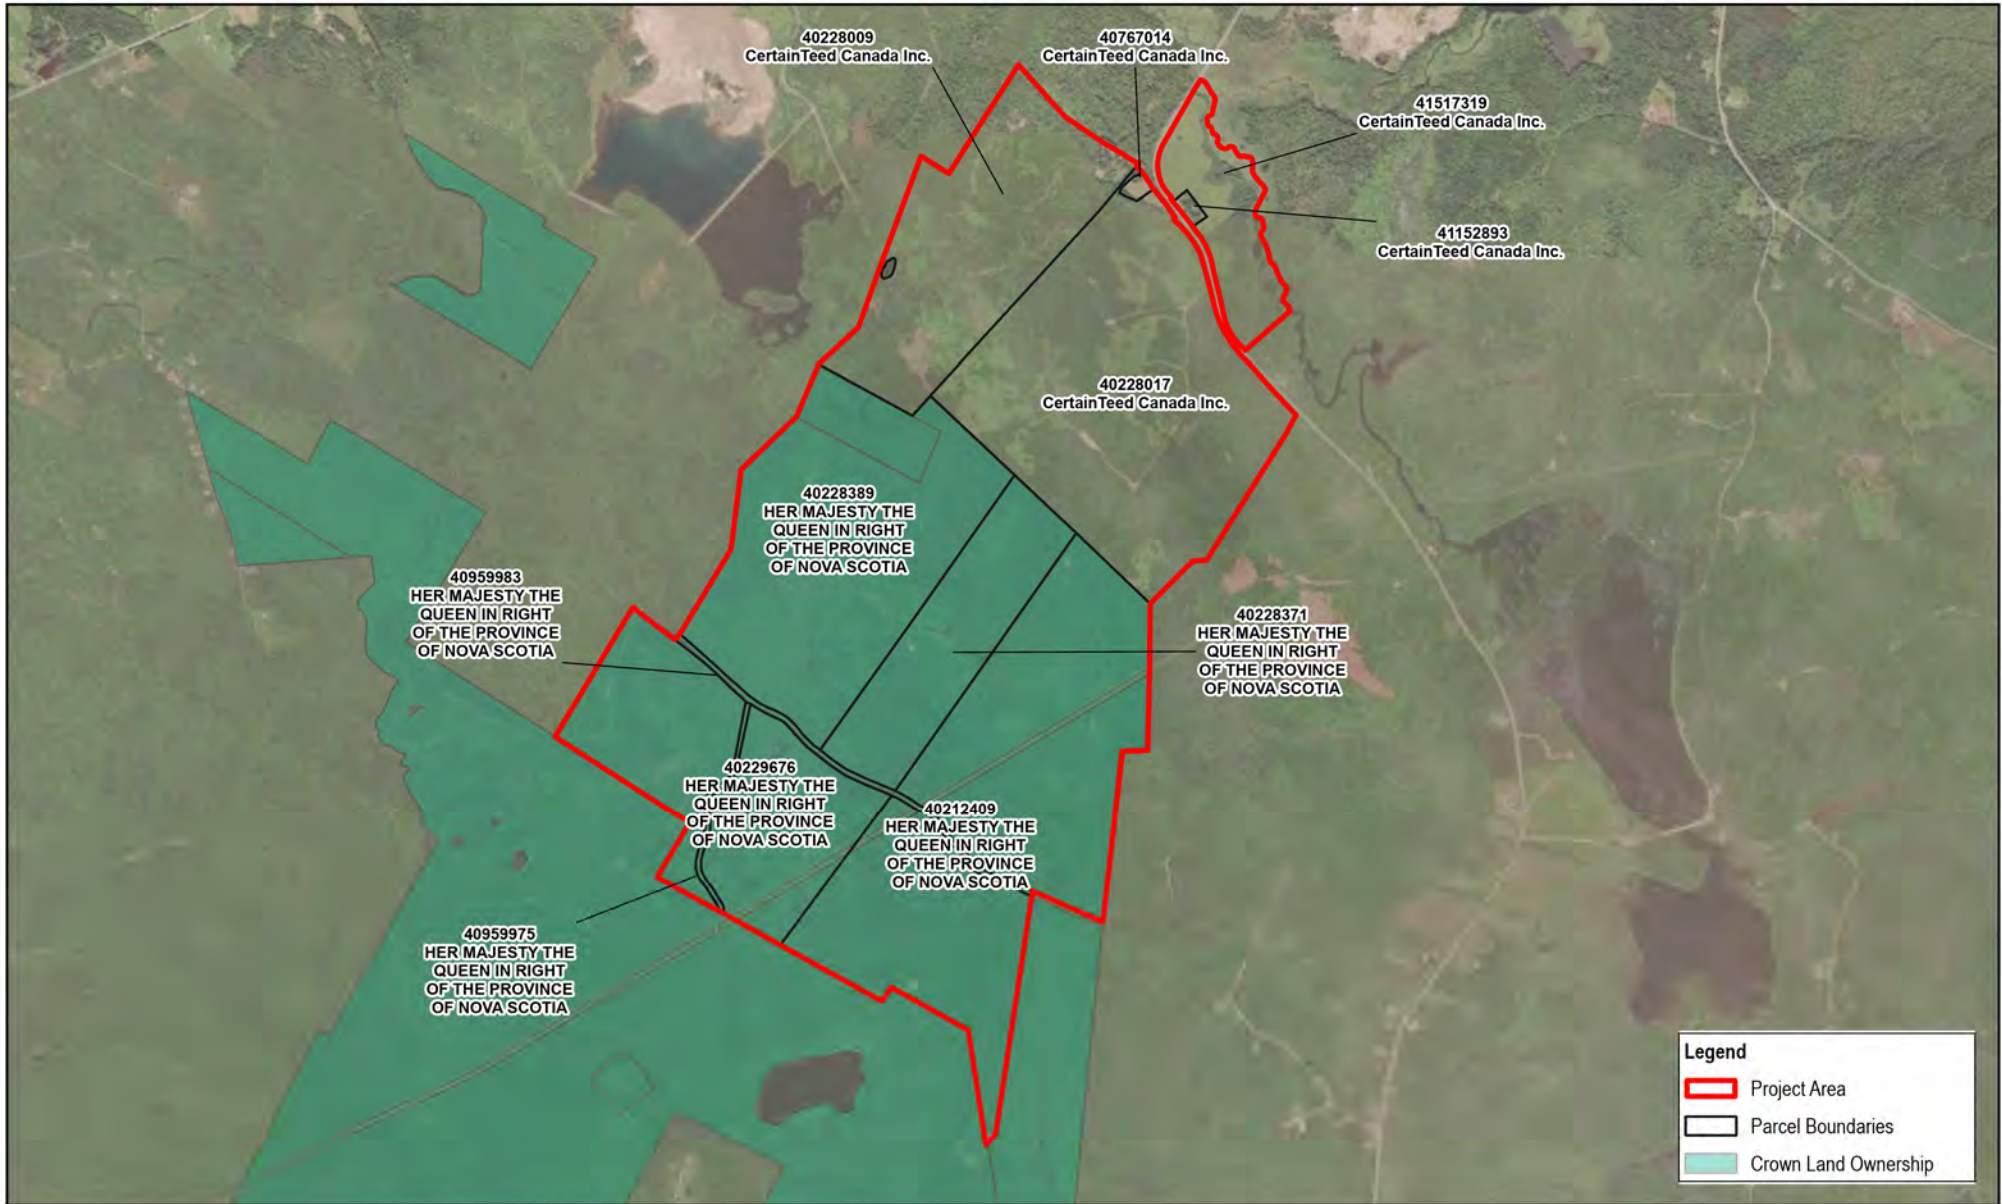 40228009
CertainTeed Canada Inc.
40767014
CertainTeed Canada Inc.
41517319
CertainTeed Canada Inc.
41152893
CertainTeed Canada Inc.
40228017
CertainTeed Canada Inc.
40228389
HER MAJESTY THE
QUEEN IN RIGHT
OF THE PROVINCE
OF NOVA SCOTIA
40959983
HER MAJESTY THE
QUEEN IN RIGHT
OF THE PROVINCE
OF NOVA SCOTIA
40228371
HER MAJESTY THE
QUEEN IN RIGHT
OF THE PROVINCE
OF NOVA SCOTIA
40229676
HER MAJESTY THE
QUEEN IN RIGHT
OF THE PROVINCE
OF NOVA SCOTIA
40212409
HER MAJESTY THE
QUEEN IN RIGHT
OF THE PROVINCE
OF NOVA SCOTIA
40959975
HER MAJESTY THE
QUEEN IN RIGHT
OF THE PROVINCE
OF NOVA SCOTIA
Legend
Project Area
Parcel Boundaries
Crown Land Ownership